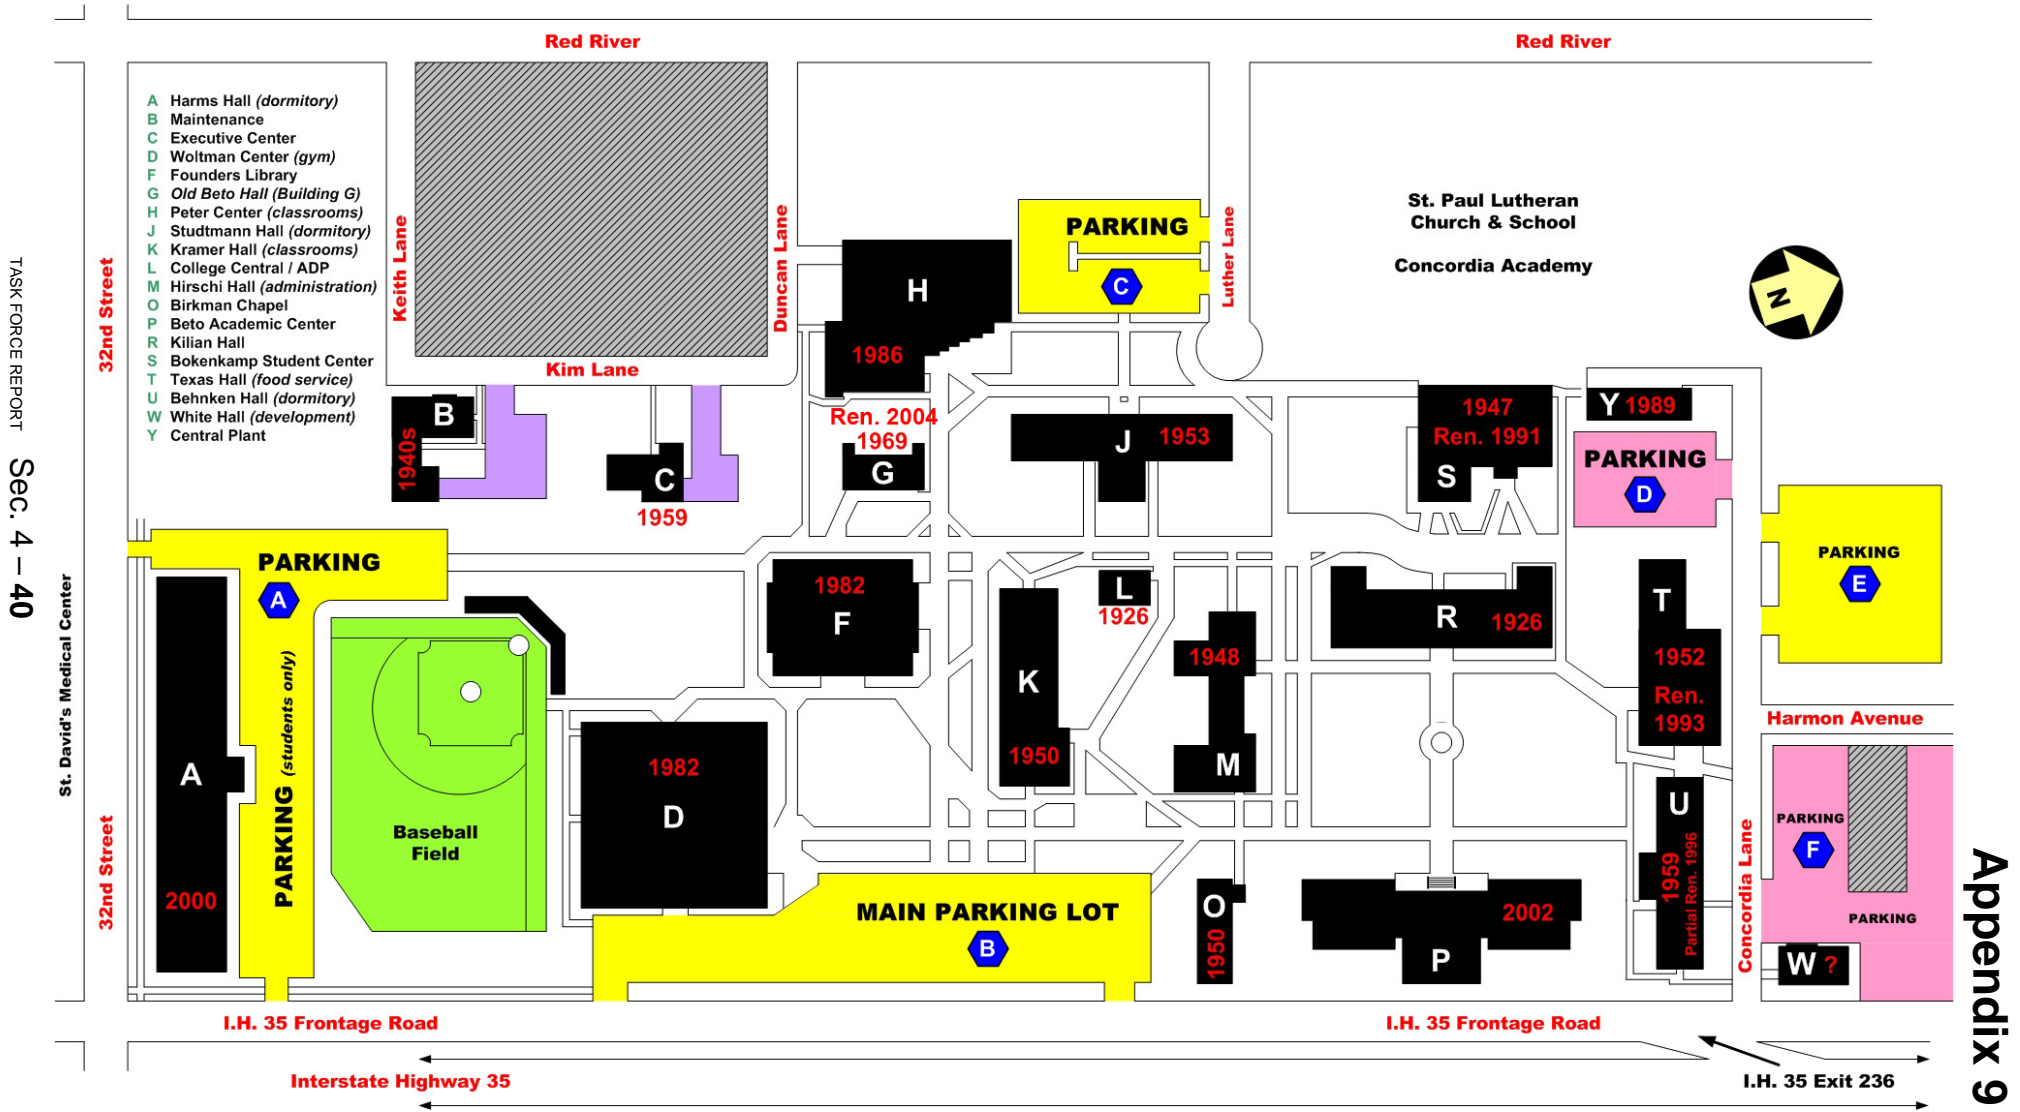 Red River
Red River
A Harms Hall (dormitory)
B Maintenance
C Executive Center
D Woltman Center (gym)
F Founders Library
G Old Beto Hall (Building G)
H Peter Center (classrooms)
J Studtmann Hall (dormitory)
K Kramer Hall (classrooms)
L College Central / ADP
M Hirschi Hall (administration)
O Birkman Chapel
P Beto Academic Center
R Kilian Hall
S Bokenkamp Student Center
T Texas Hall (food service)
U Behnken Hall (dormitory)
W White Hall (development)
Y Central Plant
32nd Street
Keith Lane
Duncan Lane
Luther Lane
Kim Lane
PARKING
C
St. Paul Lutheran
Church & School
Concordia Academy
N
H
1986
Ren. 2004
1969
G
B
1940s
C
1959
J 1953
1947
Ren. 1991
S
Y 1989
PARKING
D
PARKING
E
PARKING
A
PARKING (students only)
A
2000
Baseball
Field
1982
F
1982
D
K
1950
L
1926
1948
M
R 1926
T
1952
Ren.
1993
Harmon Avenue
U
1959
Partial Ren. 1996
Concordia Lane
PARKING
F
PARKING
W ?
MAIN PARKING LOT
B
O
1950
2002
P
St. David's Medical Center
32nd Street
I.H. 35 Frontage Road
I.H. 35 Frontage Road
Interstate Highway 35
I.H. 35 Exit 236
TASK FORCE REPORT Sec. 4 – 40
Appendix 9